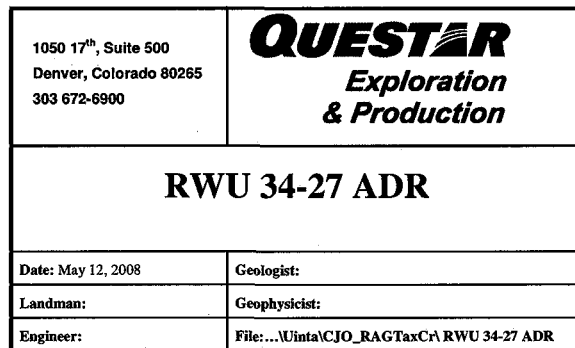 1050 17th, Suite 500
Denver, Colorado 80265
303 672-6900
QUESTAR
Exploration
& Production
RWU 34-27 ADR
Date: May 12, 2008
Geologist:
Landman:
Geophysicist:
Engineer:
File:...\Uinta\CJO_RAGTaxCr\ RWU 34-27 ADR